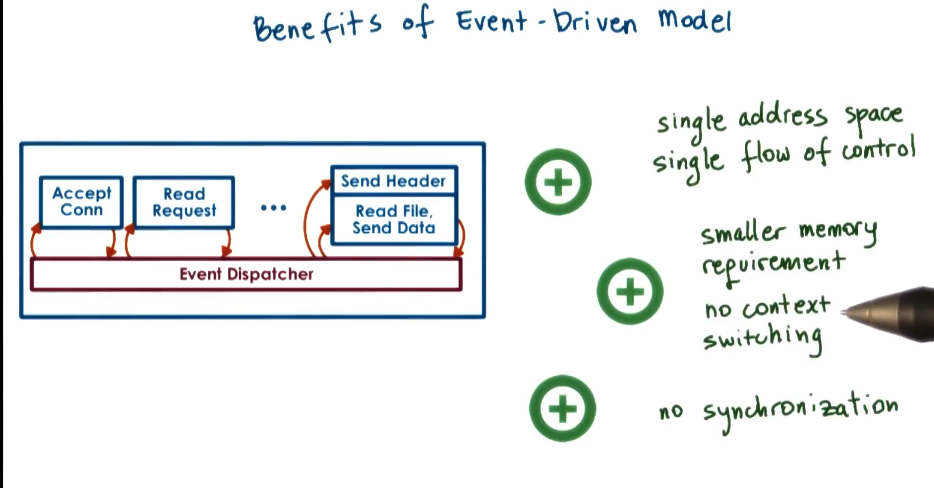 Benefits of Event-Driven Model
Accept
Conn
Read
Request
...
Send Header
Read File,
Send Data
Event Dispatcher
single address space
single flow of control
smaller memory
requirement
no context
switching
no synchronization